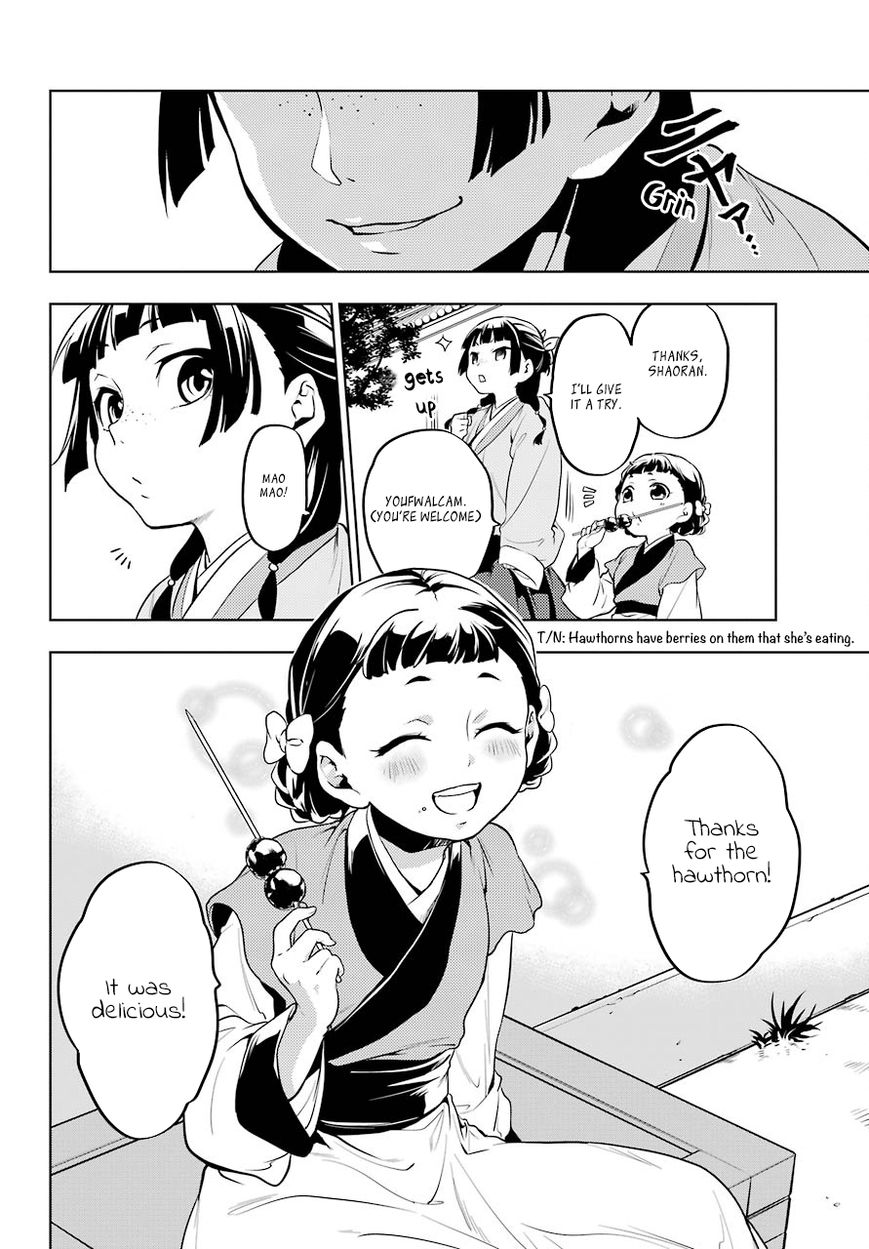 ニヤァ…
Grin
THANKS,
SHAORAN.
I'LL GIVE
IT A TRY.
gets
up
YOUFWALCAM.
(YOU'RE WELCOME)
MAO
MAO!
T/N: Hawthorns have berries on them that she's eating.
Thanks
for the
hawthorn!
It was
delicious!